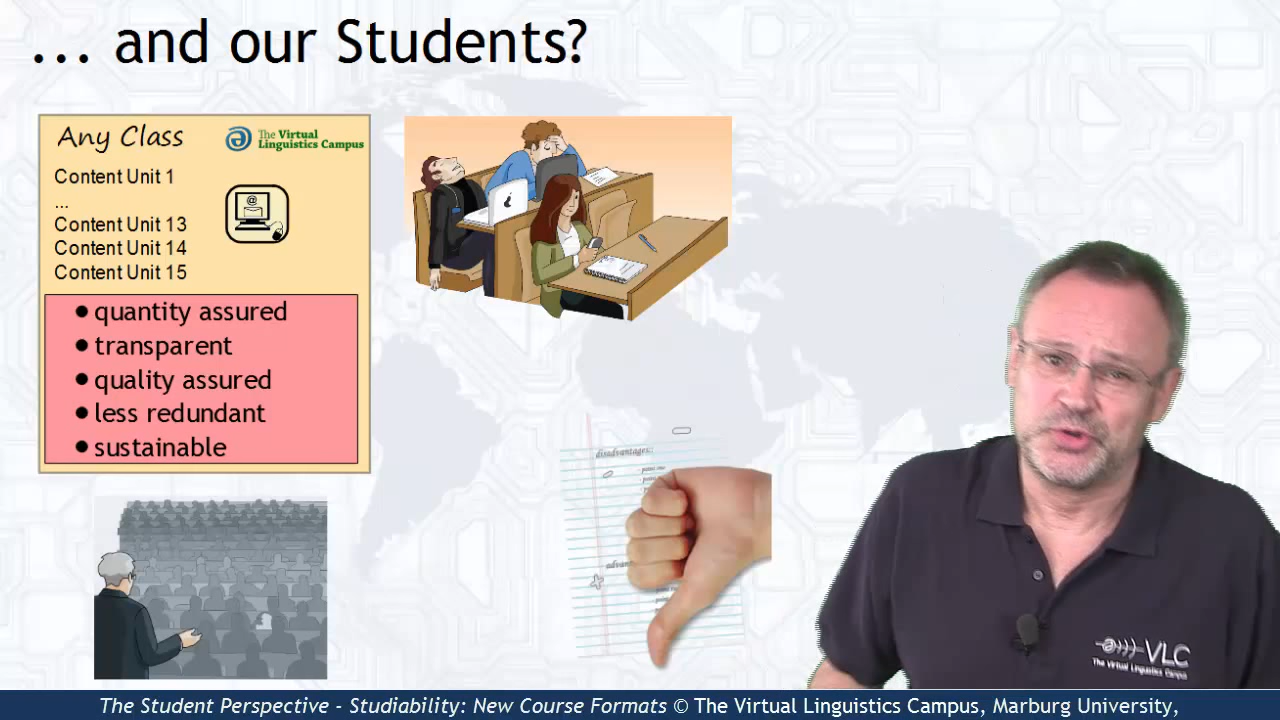 ... and our Students?
Any Class
The Virtual
Linguistics Campus
Content Unit 1
...
Content Unit 13
Content Unit 14
Content Unit 15
@
• quantity assured
• transparent
• quality assured
• less redundant
• sustainable
disadvantages:
VLC
The Virtual Linguistics Campus
The Student Perspective - Studiability: New Course Formats © The Virtual Linguistics Campus, Marburg University,